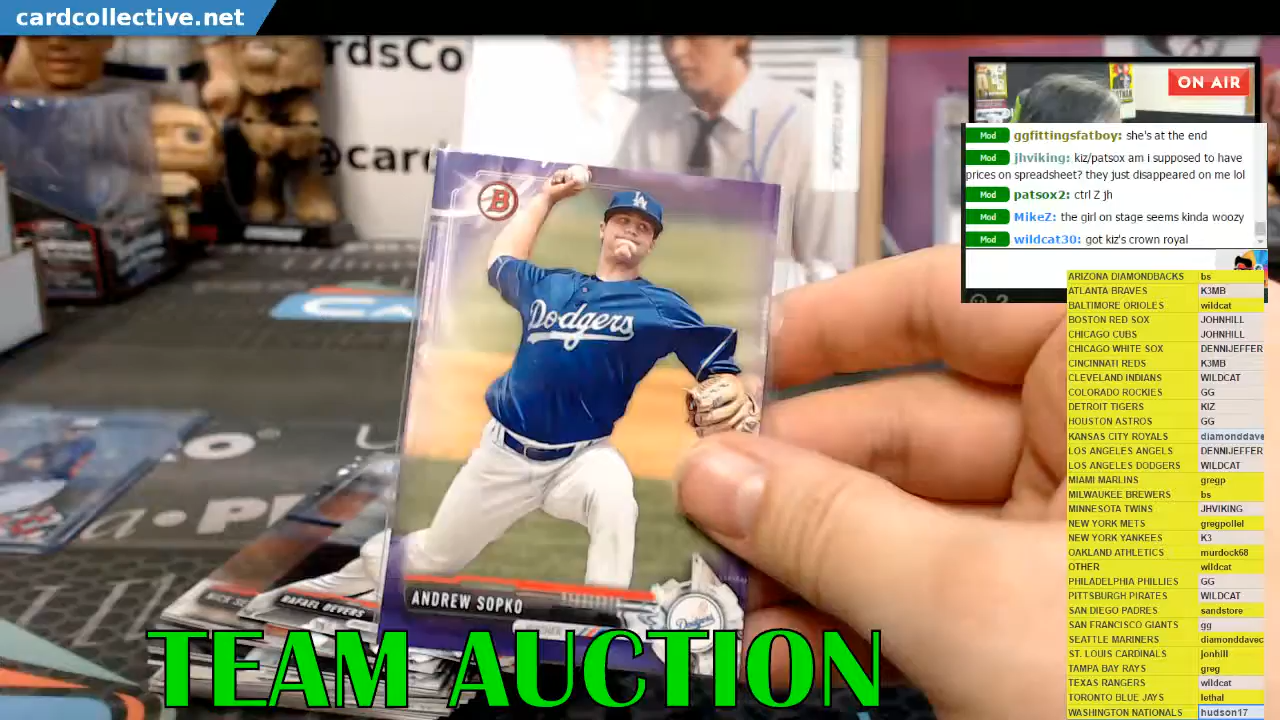 cardcollective.net
rdsCo
@card
ON AIR
Mod ggfittingsfatboy: she's at the end
Mod jhviking: kiz/patsox am i supposed to have
prices on spreadsheet? they just disappeared on me lol
Mod patsox2: ctrl Z jh
Mod MikeZ: the girl on stage seems kinda woozy
Mod wildcat30: got kiz's crown royal
B
LA
Dodgers
ANDREW SOPKO
Dodgers
RAFAEL DEVERS
TEAM AUCTION
ARIZONA DIAMONDBACKS bs
ATLANTA BRAVES K3MB
BALTIMORE ORIOLES wildcat
BOSTON RED SOX JOHNHILL
CHICAGO CUBS JOHNHILL
CHICAGO WHITE SOX DENNIJEFFER
CINCINNATI REDS K3MB
CLEVELAND INDIANS WILDCAT
COLORADO ROCKIES GG
DETROIT TIGERS KIZ
HOUSTON ASTROS GG
KANSAS CITY ROYALS diamonddave
LOS ANGELES ANGELS DENNIJEFFER
LOS ANGELES DODGERS WILDCAT
MIAMI MARLINS gregp
MILWAUKEE BREWERS bs
MINNESOTA TWINS JHVIKING
NEW YORK METS gregpollel
NEW YORK YANKEES K3
OAKLAND ATHLETICS murdock68
OTHER wildcat
PHILADELPHIA PHILLIES GG
PITTSBURGH PIRATES WILDCAT
SAN DIEGO PADRES sandstore
SAN FRANCISCO GIANTS gg
SEATTLE MARINERS diamonddavec
ST. LOUIS CARDINALS jonhill
TAMPA BAY RAYS greg
TEXAS RANGERS wildcat
TORONTO BLUE JAYS lethal
WASHINGTON NATIONALS hudson17